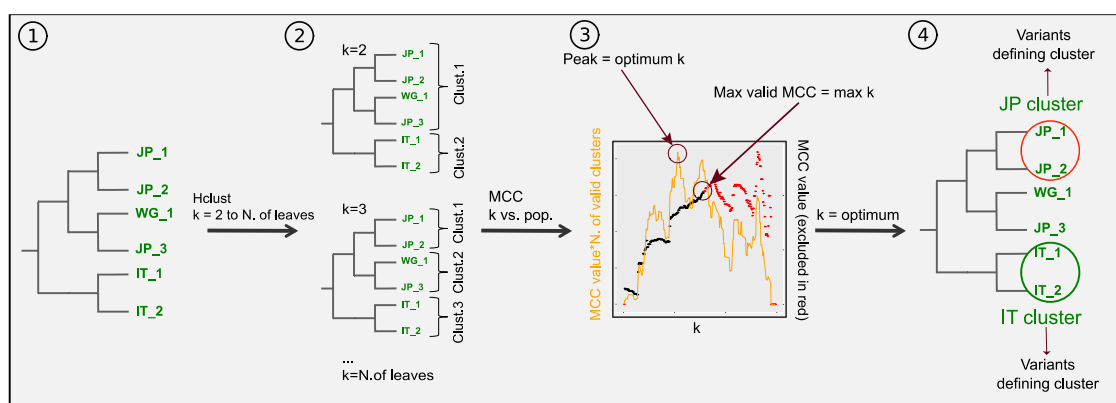 1
JP_1
JP_2
WG_1
JP_3
IT_1
IT_2
Hclust
k = 2 to N. of leaves
2
k=2
JP_1
JP_2
WG_1
JP_3
IT_1
IT_2
Clust.1
Clust.2
k=3
JP_1
JP_2
WG_1
JP_3
IT_1
IT_2
Clust.1
Clust.2
Clust.3
...
k=N.of leaves
MCC
k vs. pop.
3
Peak = optimum k
Max valid MCC = max k
MCC value*N. of valid clusters
MCC value (excluded in
red)
k
k = optimum
4
Variants
defining cluster
JP cluster
JP_1
JP_2
WG_1
JP_3
IT_1
IT_2
IT cluster
Variants
defining cluster